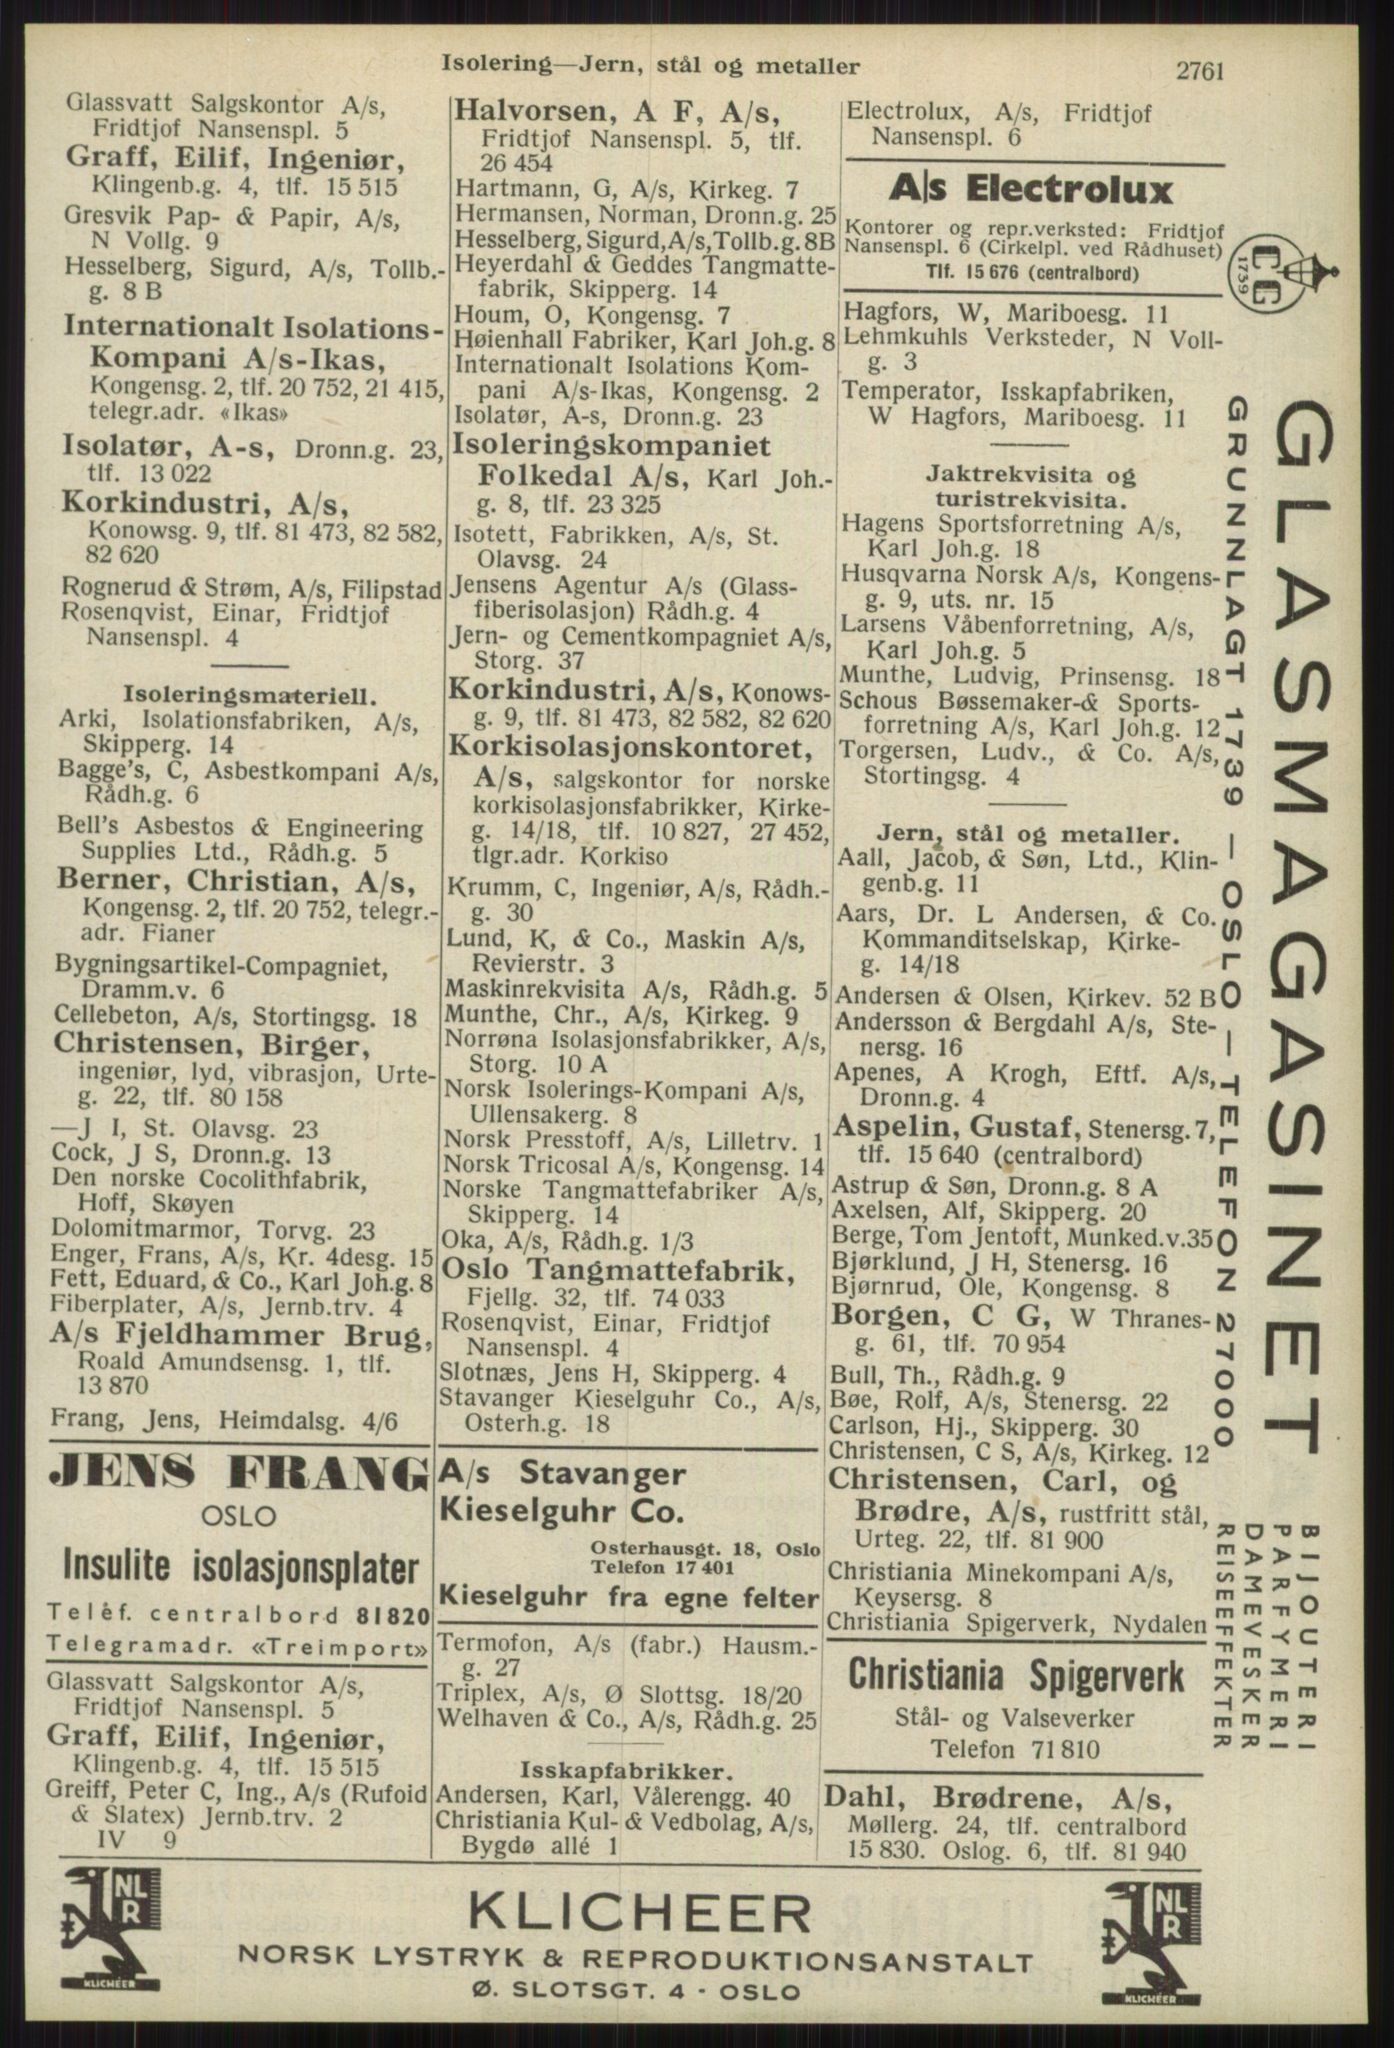 Isolering—Jern, stål og metaller
2761
Glassvatt Salgskontor A/s,
Fridtjof Nansenspl. 5
Graff, Eilif, Ingeniør,
Klingenb.g. 4, tlf. 15 515
Gresvik Pap- & Papir, A/s,
N Vollg. 9
Hesselberg, Sigurd, A/s, Tollb.-
g. 8 B
Internationalt Isolations-
Kompani A/s-Ikas,
Kongensg. 2, tlf. 20 752, 21 415,
telegr.adr. «Ikas»
Isolatør, A-s, Dronn.g. 23,
tlf. 13 022
Korkindustri, A/s,
Konowsg. 9, tlf. 81 473, 82 582,
82 620
Rognerud & Strøm, A/s, Filipstad
Rosenqvist, Einar, Fridtjof
Nansenspl. 4
Isoleringsmateriell.
Arki, Isolationsfabriken, A/s,
Skipperg. 14
Bagge's, C, Asbestkompani A/s,
Rådh.g. 6
Bell's Asbestos & Engineering
Supplies Ltd., Rådh.g. 5
Berner, Christian, A/s,
Kongensg. 2, tlf. 20 752, telegr.-
adr. Fianer
Bygningsartikel-Compagniet,
Dramm.v. 6
Cellebeton, A/s, Stortingsg. 18
Christensen, Birger,
ingeniør, lyd, vibrasjon, Urte-
g. 22, tlf. 80 158
—J I, St. Olavsg. 23
Cock, J S, Dronn.g. 13
Den norske Cocolithfabrik,
Hoff, Skøyen
Dolomitmarmor, Torvg. 23
Enger, Frans, A/s, Kr. 4desg. 15
Fett, Eduard, & Co., Karl Joh.g. 8
Fiberplater, A/s, Jernb.trv. 4
A/s Fjeldhammer Brug,
Roald Amundsensg. 1, tlf.
13 870
Frang, Jens, Heimdalsg. 4/6
JENS FRANG
OSLO
Insulite isolasjonsplater
Teléf. centralbord 81820
Telegramadr. «Treimport»
Glassvatt Salgskontor A/s,
Fridtjof Nansenspl. 5
Graff, Eilif, Ingeniør,
Klingenb.g. 4, tlf. 15 515
Greiff, Peter C, Ing., A/s (Rufoid
& Slatex) Jernb.trv. 2
IV 9
Halvorsen, A F, A/s,
Fridtjof Nansenspl. 5, tlf.
26 454
Hartmann, G, A/s, Kirkeg. 7
Hermansen, Norman, Dronn.g. 25
Hesselberg, Sigurd, A/s, Tollb.g. 8B
Heyerdahl & Geddes Tangmatte-
fabrik, Skipperg. 14
Houm, O, Kongensg. 7
Høienhall Fabriker, Karl Joh.g. 8
Internationalt Isolations Kom-
pani A/s-Ikas, Kongensg. 2
Isolatør, A-s, Dronn.g. 23
Isoleringskompaniet
Folkedal A/s, Karl Joh.-
g. 8, tlf. 23 325
Isotett, Fabrikken, A/s, St.
Olavsg. 24
Jensens Agentur A/s (Glass-
fiberisolasjon) Rådh.g. 4
Jern- og Cementkompagniet A/s,
Storg. 37
Korkindustri, A/s, Konows-
g. 9, tlf. 81 473, 82 582, 82 620
Korkisolasjonskontoret,
A/s, salgskontor for norske
korkisolasjonsfabrikker, Kirke-
g. 14/18, tlf. 10 827, 27 452,
tlgr.adr. Korkiso
Krumm, C, Ingeniør, A/s, Rådh.-
g. 30
Lund, K, & Co., Maskin A/s,
Revierstr. 3
Maskinrekvisita A/s, Rådh.g. 5
Munthe, Chr., A/s, Kirkeg. 9
Norrøna Isolasjonsfabrikker, A/s,
Storg. 10 A
Norsk Isolerings-Kompani A/s,
Ullensakerg. 8
Norsk Presstoff, A/s, Lilletrv. 1
Norsk Tricosal A/s, Kongensg. 14
Norske Tangmattefabriker A/s,
Skipperg. 14
Oka, A/s, Rådh.g. 1/3
Oslo Tangmattefabrik,
Fjellg. 32, tlf. 74 033
Rosenqvist, Einar, Fridtjof
Nansenspl. 4
Slotnæs, Jens H, Skipperg. 4
Stavanger Kieselguhr Co., A/s,
Osterh.g. 18
A/s Stavanger
Kieselguhr Co.
Osterhausgt. 18, Oslo
Telefon 17 401
Kieselguhr fra egne felter
Termofon, A/s (fabr.) Hausm.-
g. 27
Triplex, A/s, Ø Slottsg. 18/20
Welhaven & Co., A/s, Rådh.g. 25
Isskapfabrikker.
Andersen, Karl, Vålerengg. 40
Christiania Kul- & Vedbolag, A/s,
Bygdø allé 1
Electrolux, A/s, Fridtjof
Nansenspl. 6
A/s Electrolux
Kontorer og repr.verksted: Fridtjof
Nansenspl. 6 (Cirkelpl. ved Rådhuset)
Tlf. 15 676 (centralbord)
Hagfors, W, Mariboesg. 11
Lehmkuhls Verksteder, N Voll-
g. 3
Temperator, Isskapfabriken,
W Hagfors, Mariboesg. 11
Jaktrekvisita og
turistrekvisita.
Hagens Sportsforretning A/s,
Karl Joh.g. 18
Husqvarna Norsk A/s, Kongens-
g. 9, uts. nr. 15
Larsens Våbenforretning, A/s,
Karl Joh.g. 5
Munthe, Ludvig, Prinsensg. 18
Schous Bøssemaker-& Sports-
forretning A/s, Karl Joh.g. 12
Torgersen, Ludv., & Co. A/s,
Stortingsg. 4
Jern, stål og metaller.
Aall, Jacob, & Søn, Ltd., Klin-
genb.g. 11
Aars, Dr. L Andersen, & Co.
Kommanditselskap, Kirke-
g. 14/18
Andersen & Olsen, Kirkev. 52 B
Andersson & Bergdahl A/s, Ste-
nersg. 16
Apenes, A Krogh, Eftf. A/s,
Dronn.g. 4
Aspelin, Gustaf, Stenersg. 7,
tlf. 15 640 (centralbord)
Astrup & Søn, Dronn.g. 8 A
Axelsen, Alf, Skipperg. 20
Berge, Tom Jentoft, Munked.v.35
Bjørklund, J H, Stenersg. 16
Bjørnrud, Ole, Kongensg. 8
Borgen, C G, W Thranes-
g. 61, tlf. 70 954
Bull, Th., Rådh.g. 9
Bøe, Rolf, A/s, Stenersg. 22
Carlson, Hj., Skipperg. 30
Christensen, C S, A/s, Kirkeg. 12
Christensen, Carl, og
Brødre, A/s, rustfritt stål,
Urteg. 22, tlf. 81 900
Christiania Minekompani A/s,
Keysersg. 8
Christiania Spigerverk, Nydalen
Christiania Spigerverk
Stål- og Valseverker
Telefon 71 810
Dahl, Brødrene, A/s,
Møllerg. 24, tlf. centralbord
15 830. Oslog. 6, tlf. 81 940
CG
1739
GLASMAGASINET
GRUNNLAGT 1739 — OSLO — TELEFON 27000
BIJOUTERI
PARFYMERI
DAMEVESKER
REISEEFFEKTER
NLR
KLICHEER
KLICHEER
NORSK LYSTRYK & REPRODUKTIONSANSTALT
Ø. SLOTSGT. 4 - OSLO
NLR
KLICHEER